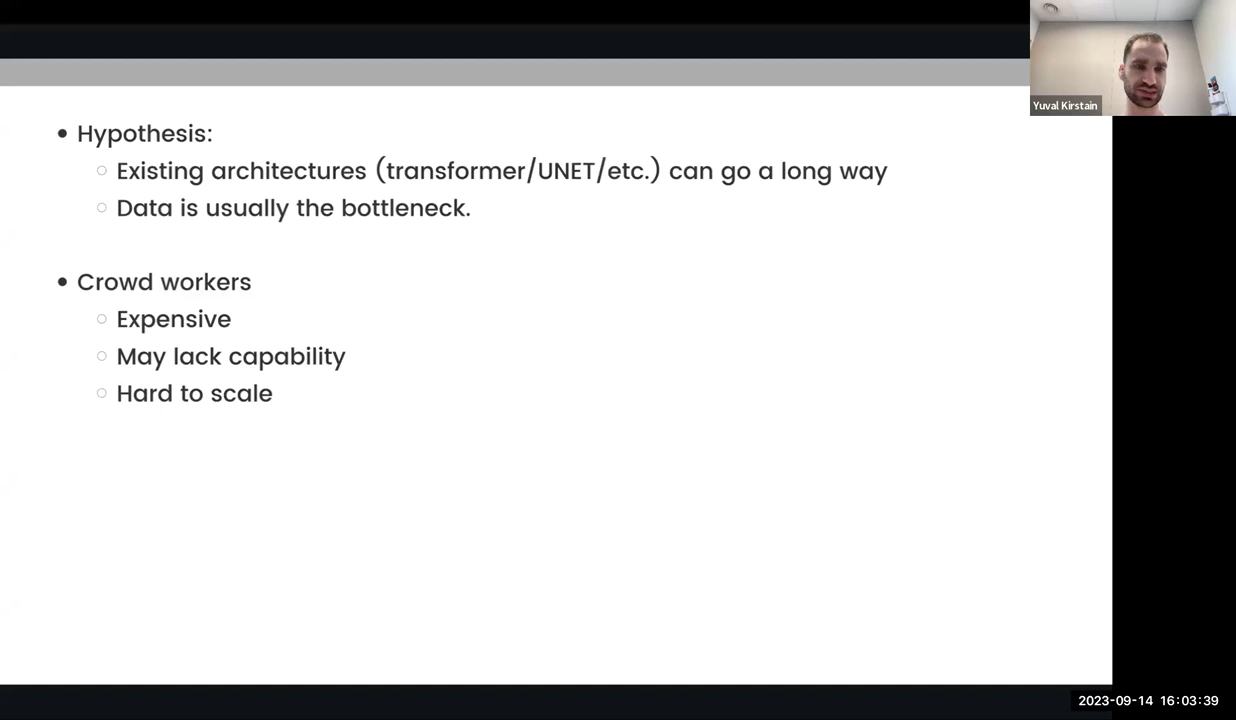 Yuval Kirstain
• Hypothesis:
○ Existing architectures (transformer/UNET/etc.) can go a long way
○ Data is usually the bottleneck.
• Crowd workers
○ Expensive
○ May lack capability
○ Hard to scale
2023-09-14 16:03:39